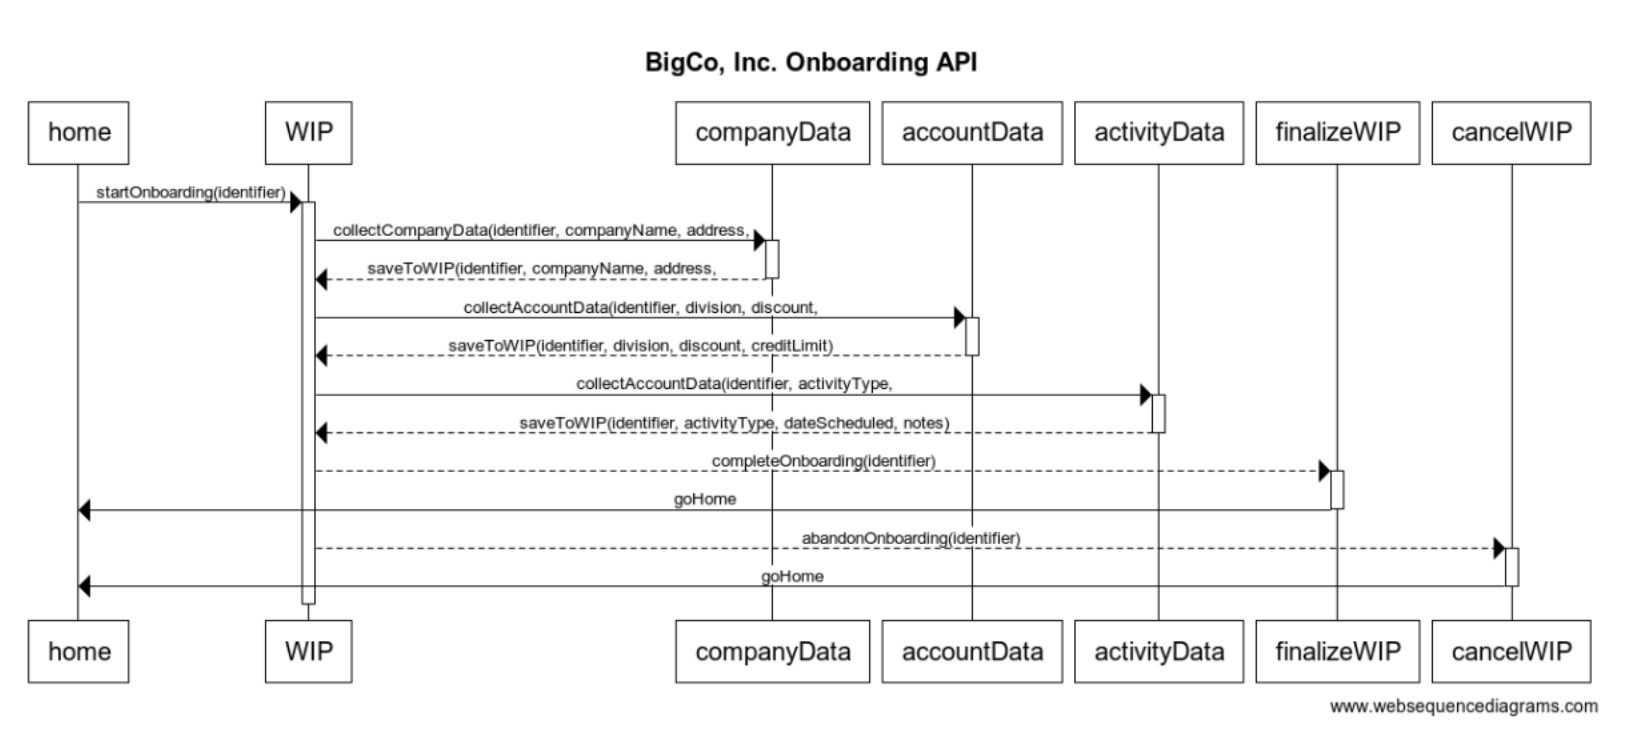 BigCo, Inc. Onboarding API
home WIP companyData accountData activityData finalizeWIP cancelWIP
startOnboarding(identifier)
collectCompanyData(identifier, companyName, address,
saveToWIP(identifier, companyName, address,
collectAccountData(identifier, division, discount,
saveToWIP(identifier, division, discount, creditLimit)
collectAccountData(identifier, activityType,
saveToWIP(identifier, activityType, dateScheduled, notes)
completeOnboarding(identifier)
goHome
abandonOnboarding(identifier)
goHome
home WIP companyData accountData activityData finalizeWIP cancelWIP
www.websequencediagrams.com